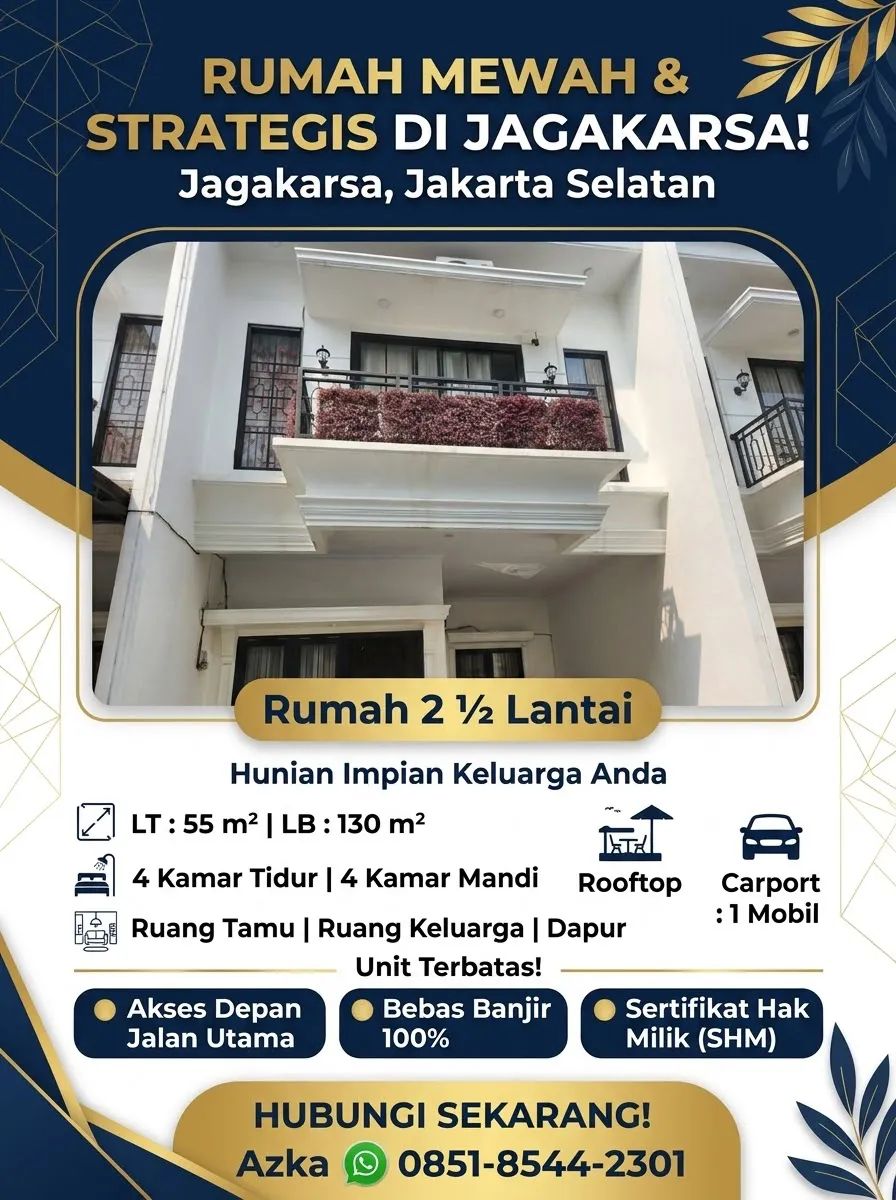 RUMAH MEWAH &
STRATEGIS DI JAGAKARSA!
Jagakarsa, Jakarta Selatan
Rumah 2 ½ Lantai
Hunian Impian Keluarga Anda
LT : 55 m² | LB : 130 m²
4 Kamar Tidur | 4 Kamar Mandi
Ruang Tamu | Ruang Keluarga | Dapur
Rooftop
Carport
: 1 Mobil
Unit Terbatas!
Akses Depan
Jalan Utama
Bebas Banjir
100%
Sertifikat Hak
Milik (SHM)
HUBUNGI SEKARANG!
Azka 0851-8544-2301